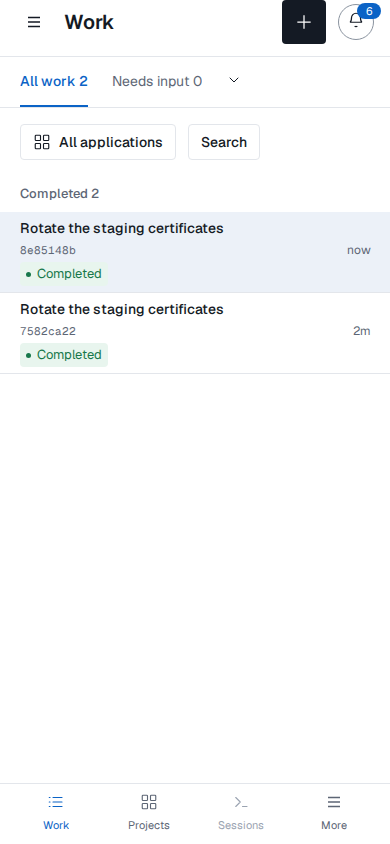 Work
6
All work 2
Needs input 0
All applications
Search
Completed 2
Rotate the staging certificates
8e85148b
now
Completed
Rotate the staging certificates
7582ca22
2m
Completed
Work
Projects
Sessions
More